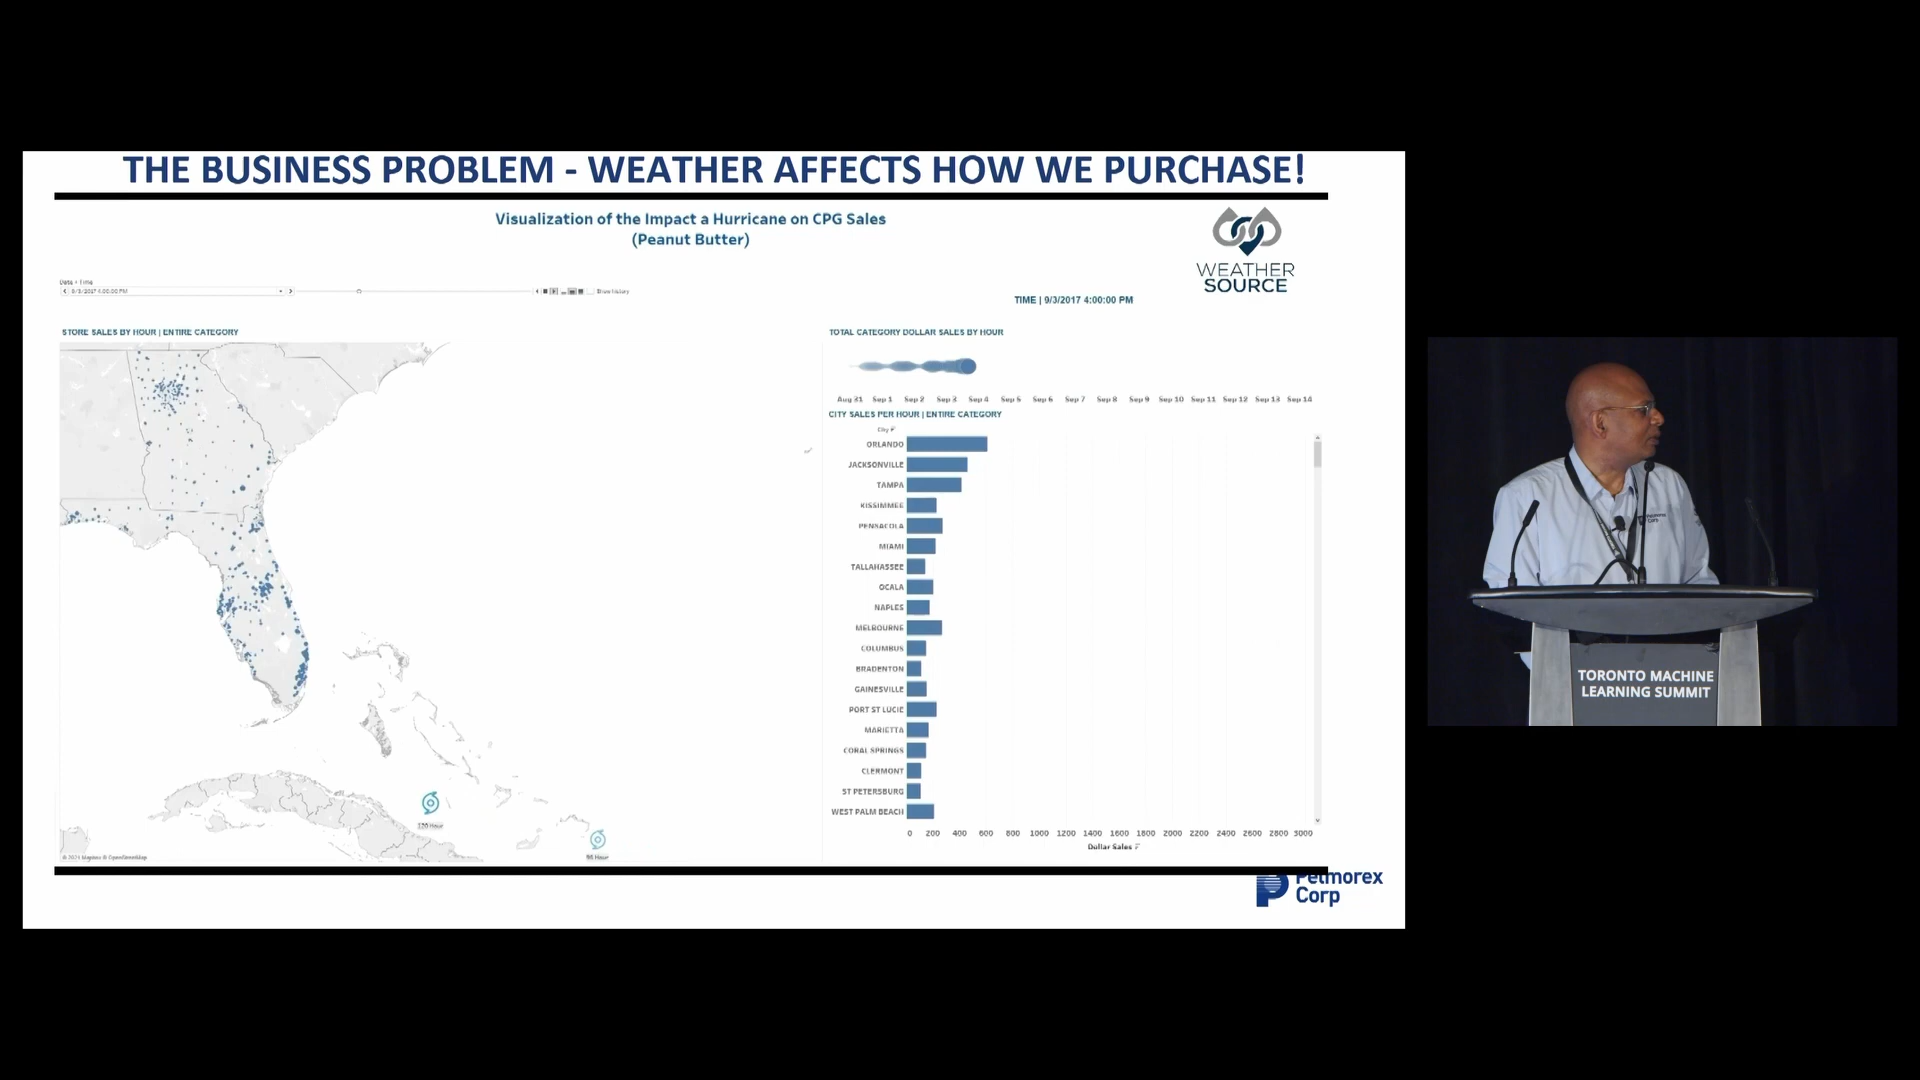 THE BUSINESS PROBLEM - WEATHER AFFECTS HOW WE PURCHASE!
Visualization of the Impact a Hurricane on CPG Sales
(Peanut Butter)
WEATHER
SOURCE
Date + Time
9/3/2017 4:00:00 PM
Show history
TIME | 9/3/2017 4:00:00 PM
STORE SALES BY HOUR | ENTIRE CATEGORY
120 Hour
96 Hour
© 2024 Mapbox © OpenStreetMap
TOTAL CATEGORY DOLLAR SALES BY HOUR
Aug 31 Sep 1 Sep 2 Sep 3 Sep 4 Sep 5 Sep 6 Sep 7 Sep 8 Sep 9 Sep 10 Sep 11 Sep 12 Sep 13 Sep 14
CITY SALES PER HOUR | ENTIRE CATEGORY
City
ORLANDO
JACKSONVILLE
TAMPA
KISSIMMEE
PENSACOLA
MIAMI
TALLAHASSEE
OCALA
NAPLES
MELBOURNE
COLUMBUS
BRADENTON
GAINESVILLE
PORT ST LUCIE
MARIETTA
CORAL SPRINGS
CLERMONT
ST PETERSBURG
WEST PALM BEACH
0 200 400 600 800 1000 1200 1400 1600 1800 2000 2200 2400 2600 2800 3000
Dollar Sales
Pelmorex
Corp
Pelmorex
Corp
TORONTO MACHINE
LEARNING SUMMIT